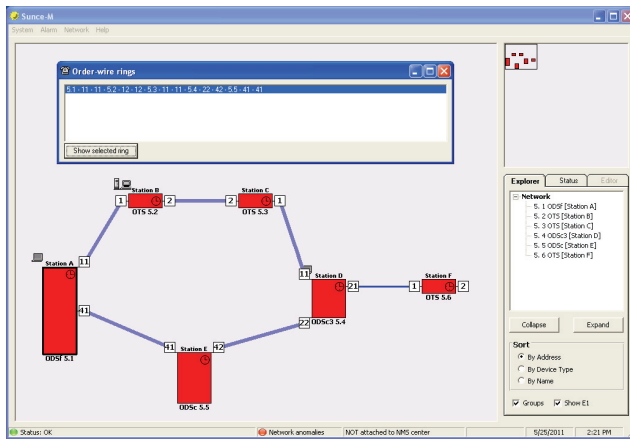 Sunce-M
System Alarm Network Help
Order-wire rings
5.1 - 11 - 11 - 5.2 - 12 - 12 - 5.3 - 11 - 11 - 5.4 - 22 - 42 - 5.5 - 41 - 41
Show selected ring
Explorer Status Editor
Network
5. 1 ODSf [Station A]
5. 2 OTS [Station B]
5. 3 OTS [Station C]
5. 4 ODSc3 [Station D]
5. 5 ODSc [Station E]
5. 6 OTS [Station F]
Station B
1 2
OTS 5.2
Station C
2 1
OTS 5.3
Station A
11
41
ODSf 5.1
Station D
11
21
22
ODSc3 5.4
Station F
1 2
OTS 5.6
Station E
41 42
ODSc 5.5
Collapse Expand
Sort
By Address
By Device Type
By Name
Groups Show E1
Status: OK Network anomalies NOT attached to NMS center 5/25/2011 2:21 PM